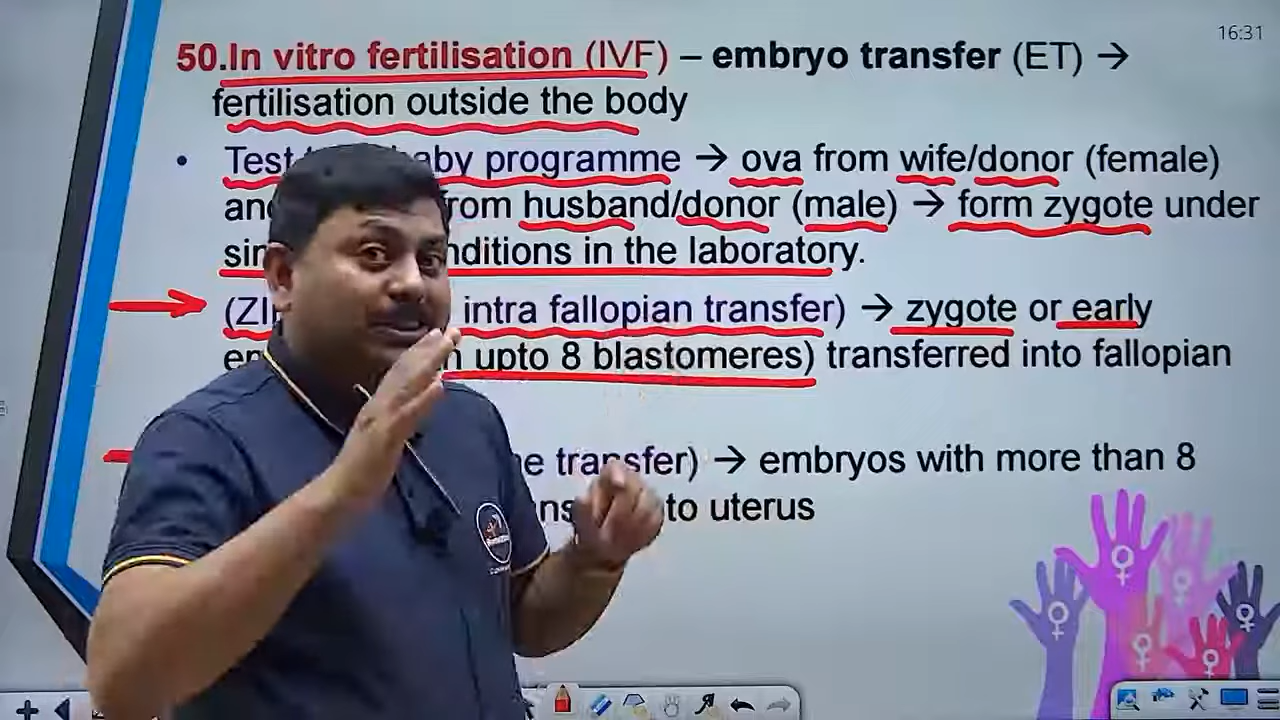 16:31
50.In vitro fertilisation (IVF) – embryo transfer (ET) →
fertilisation outside the body
• Test baby programme → ova from wife/donor (female)
and from husband/donor (male) → form zygote under
conditions in the laboratory.
intra fallopian transfer) → zygote or early
upto 8 blastomeres) transferred into fallopian
transfer) → embryos with more than 8
to uterus